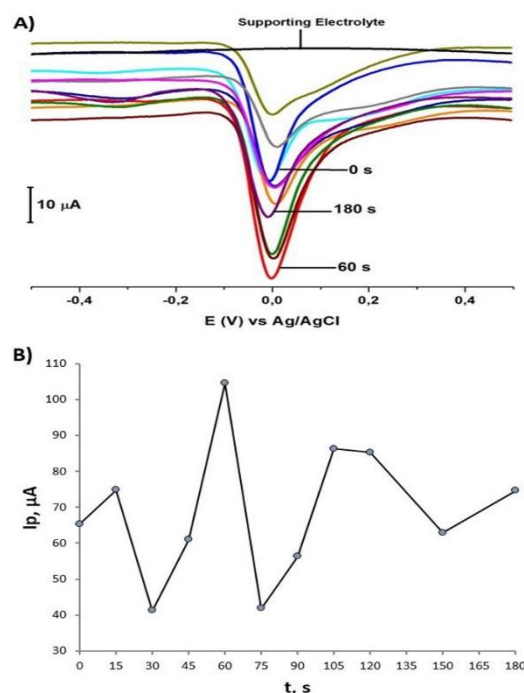 A)
Supporting Electrolyte
0 s
10 µA
180 s
60 s
-0,4 -0,2 0,0 0,2 0,4
E (V) vs Ag/AgCl
B)
110
100
90
80
70
60
50
40
30
Ip, µA
0 15 30 45 60 75 90 105 120 135 150 165 180
t, s